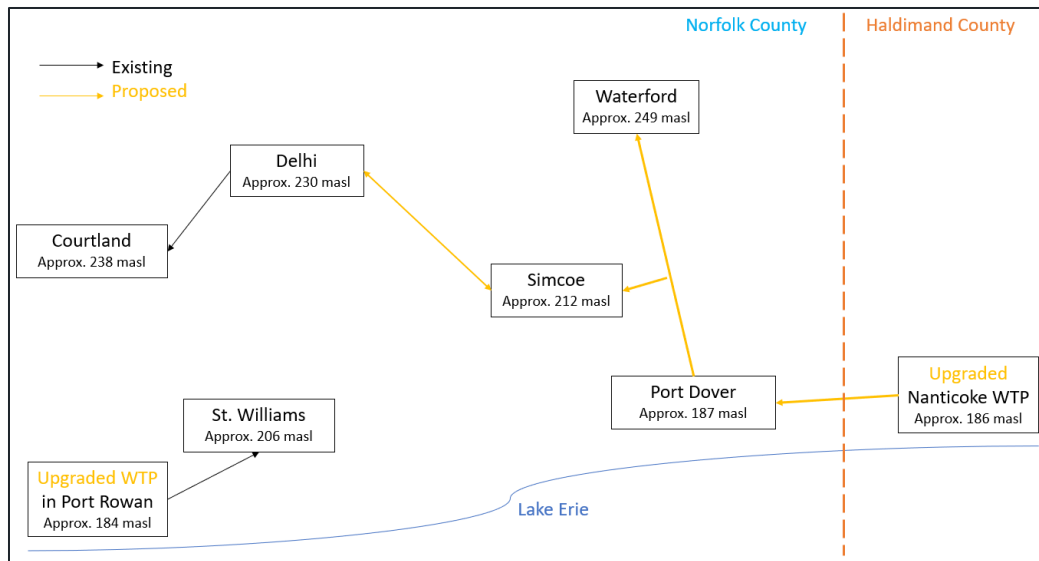 Norfolk County
Haldimand County
Existing
Proposed
Waterford
Approx. 249 masl
Delhi
Approx. 230 masl
Courtland
Approx. 238 masl
Simcoe
Approx. 212 masl
Port Dover
Approx. 187 masl
Upgraded
Nanticoke WTP
Approx. 186 masl
St. Williams
Approx. 206 masl
Upgraded WTP
in Port Rowan
Approx. 184 masl
Lake Erie